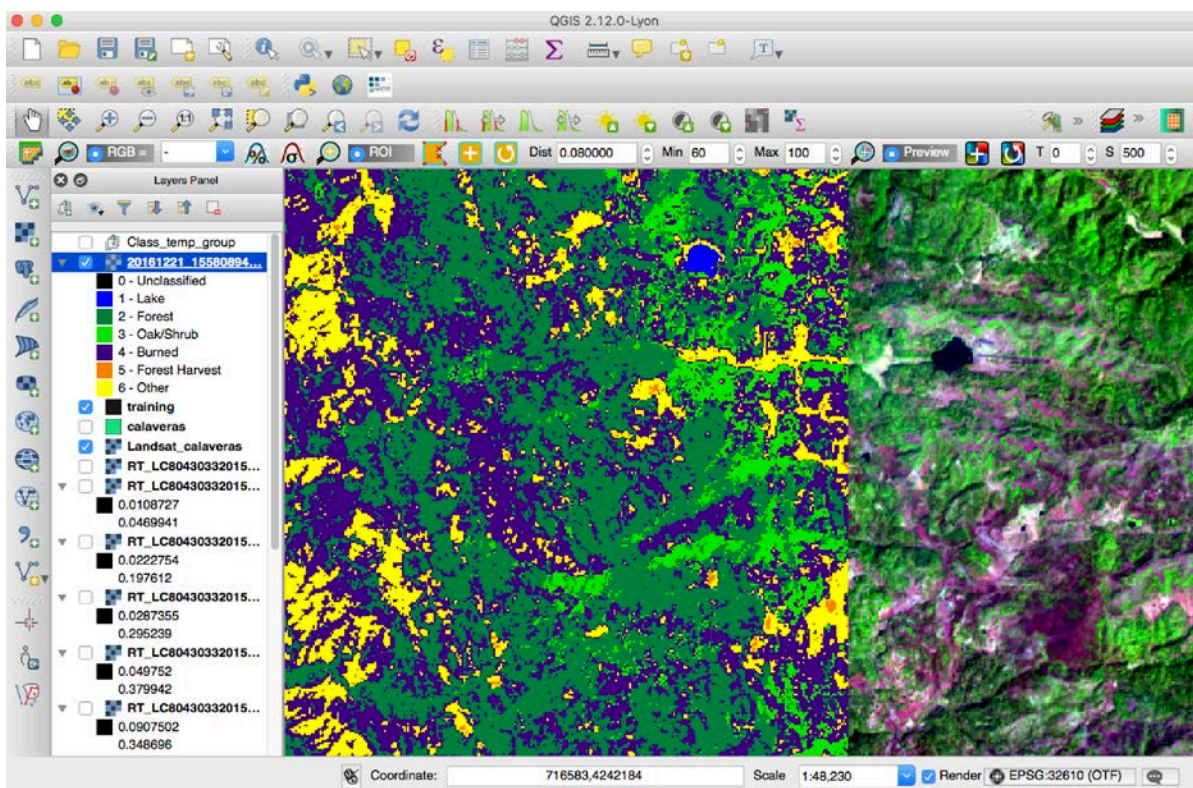 QGIS 2.12.0-Lyon
RGB = - ROI Dist 0.080000 Min 60 Max 100 Preview T 0 S 500
Layers Panel
Class_temp_group
20161221_15580894...
0 - Unclassified
1 - Lake
2 - Forest
3 - Oak/Shrub
4 - Burned
5 - Forest Harvest
6 - Other
training
calaveras
Landsat_calaveras
RT_LC80430332015...
RT_LC80430332015...
0.0108727
0.0469941
RT_LC80430332015...
0.0222754
0.197612
RT_LC80430332015...
0.0287355
0.295239
RT_LC80430332015...
0.049752
0.379942
RT_LC80430332015...
0.0907502
0.348696
Coordinate: 716583,4242184 Scale 1:48,230 Render EPSG:32610 (OTF)